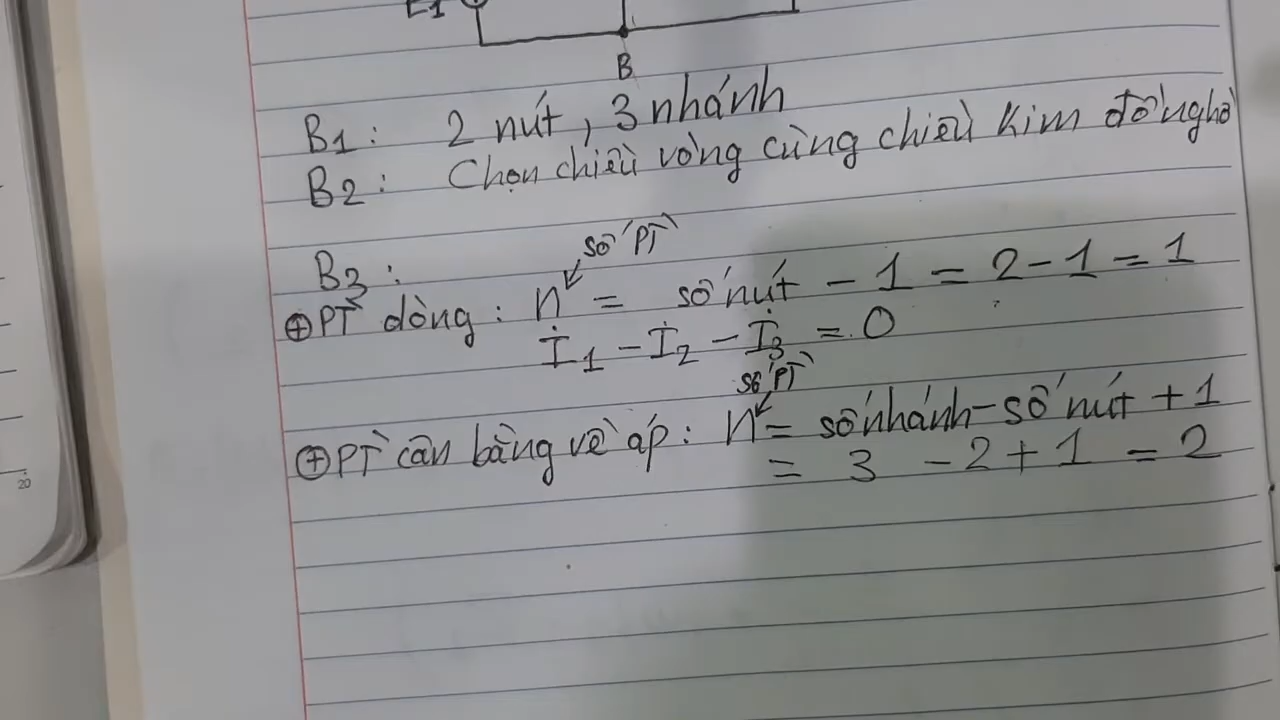 E1
B
B1: 2 nút, 3 nhánh
B2: Chọn chiều vòng cùng chiều kim đồng hồ
B3:
số PT
⊕PT dòng: n = số nút - 1 = 2 - 1 = 1
İ1 - İ2 - İ3 = 0
số PT
⊕PT cân bằng về áp: n = số nhánh - số nút + 1
= 3 - 2 + 1 = 2
20